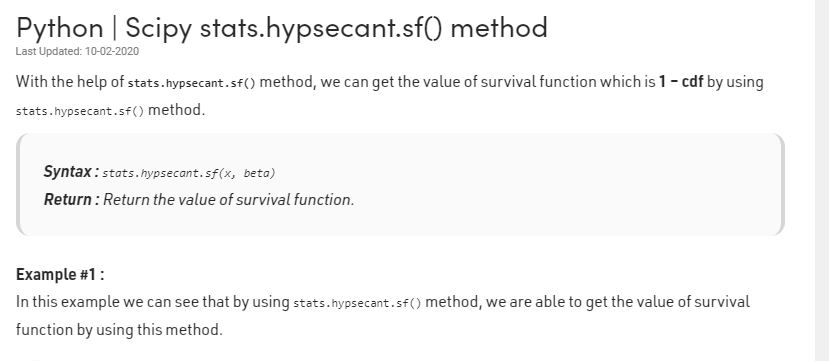 Python | Scipy stats.hypsecant.sf() method
Last Updated: 10-02-2020
With the help of stats.hypsecant.sf() method, we can get the value of survival function which is 1 – cdf by using
stats.hypsecant.sf() method.
Syntax : stats.hypsecant.sf(x, beta)
Return : Return the value of survival function.
Example #1 :
In this example we can see that by using stats.hypsecant.sf() method, we are able to get the value of survival
function by using this method.